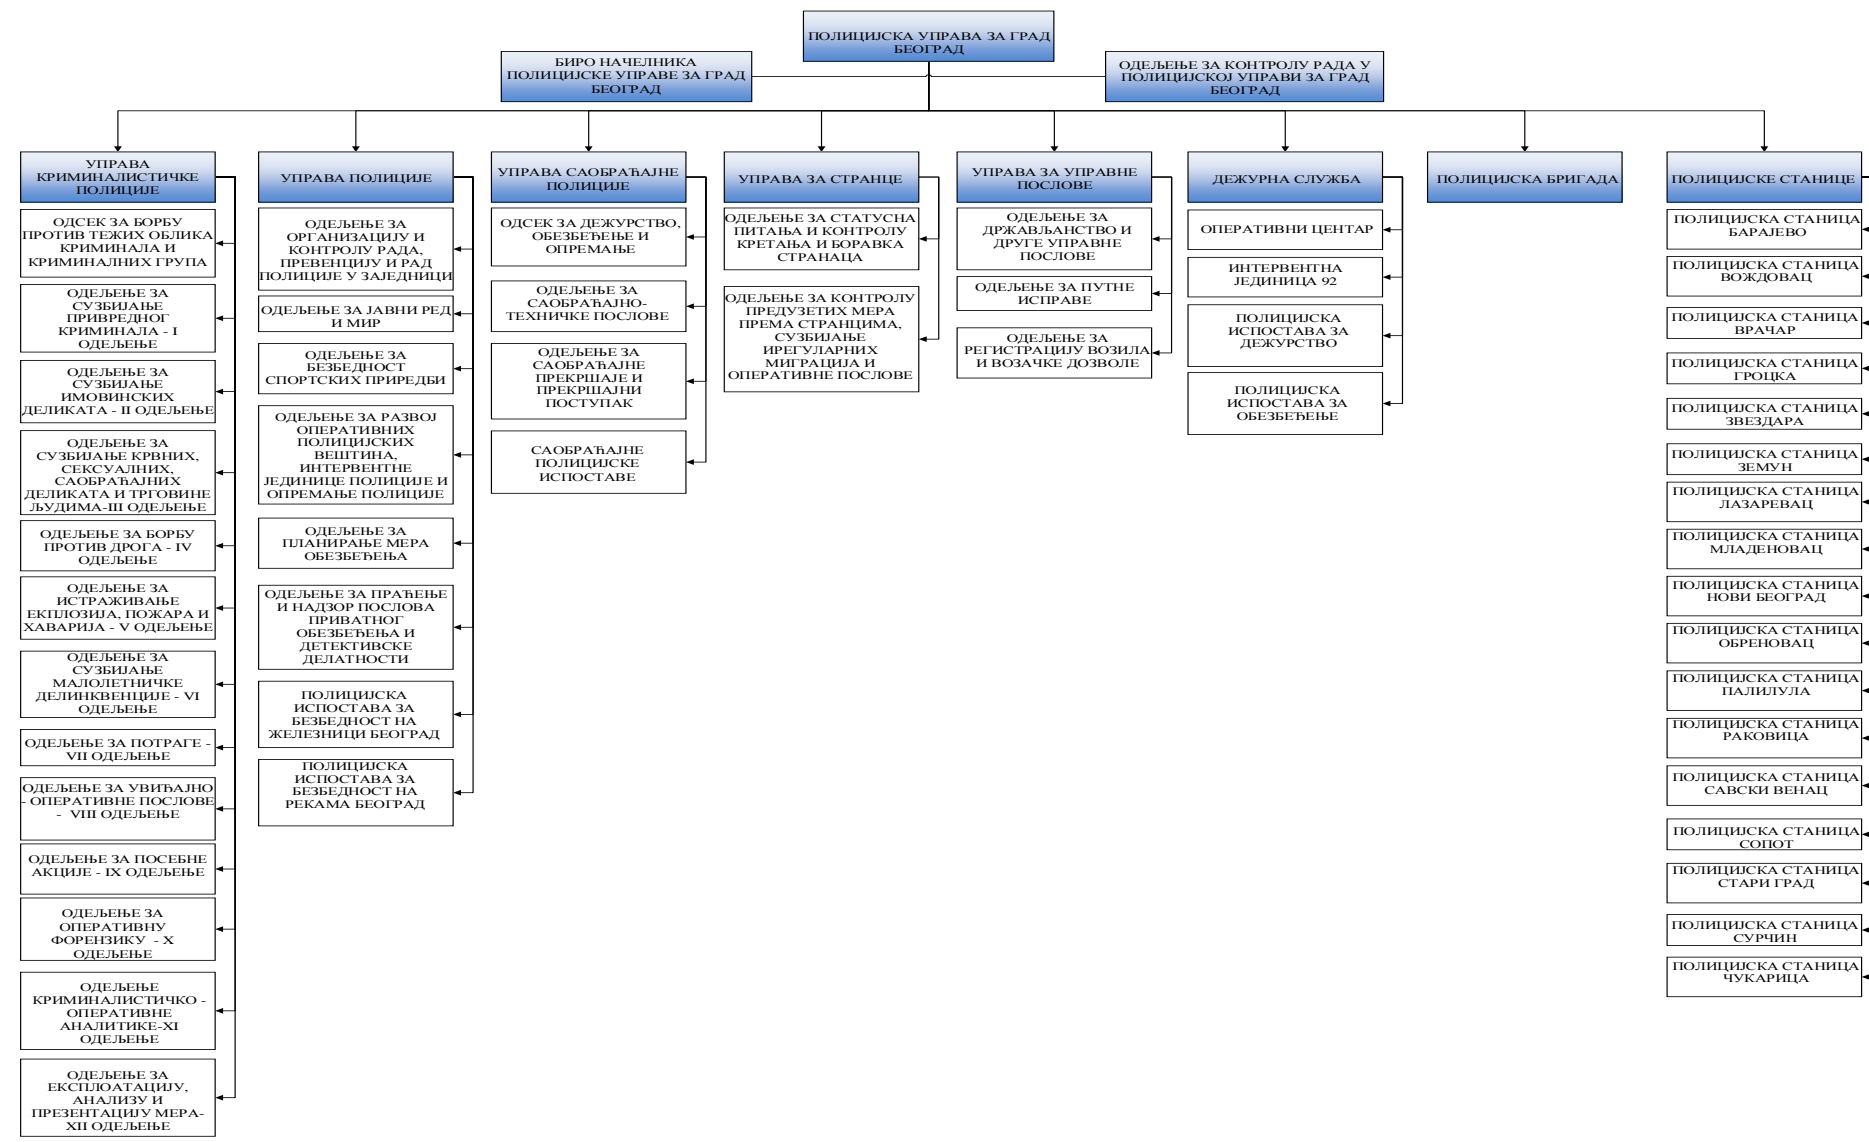 ПОЛИЦИЈСКА УПРАВА ЗА ГРАД
БЕОГРАД
БИРО НАЧЕЛНИКА
ПОЛИЦИЈСКЕ УПРАВЕ ЗА ГРАД
БЕОГРАД
ОДЕЉЕЊЕ ЗА КОНТРОЛУ РАДА У
ПОЛИЦИЈСКОЈ УПРАВИ ЗА ГРАД
БЕОГРАД
УПРАВА
КРИМИНАЛИСТИЧКЕ
ПОЛИЦИЈЕ
ОДСЕК ЗА БОРБУ
ПРОТИВ ТЕЖИХ ОБЛИКА
КРИМИНАЛА И
КРИМИНАЛНИХ ГРУПА
ОДЕЉЕЊЕ ЗА
СУЗБИЈАЊЕ
ПРИВРЕДНОГ
КРИМИНАЛА - I
ОДЕЉЕЊЕ
ОДЕЉЕЊЕ ЗА
СУЗБИЈАЊЕ
ИМОВИНСКИХ
ДЕЛИКАТА - II ОДЕЉЕЊЕ
ОДЕЉЕЊЕ ЗА
СУЗБИЈАЊЕ КРВНИХ,
СЕКСУАЛНИХ,
САОБРАЋАЈНИХ
ДЕЛИКАТА И ТРГОВИНЕ
ЉУДИМА-III ОДЕЉЕЊЕ
ОДЕЉЕЊЕ ЗА БОРБУ
ПРОТИВ ДРОГА - IV
ОДЕЉЕЊЕ
ОДЕЉЕЊЕ ЗА
ИСТРАЖИВАЊЕ
ЕКПЛОЗИЈА, ПОЖАРА И
ХАВАРИЈА - V ОДЕЉЕЊЕ
ОДЕЉЕЊЕ ЗА
СУЗБИЈАЊЕ
МАЛОЛЕТНИЧКЕ
ДЕЛИНКВЕНЦИЈЕ - VI
ОДЕЉЕЊЕ
ОДЕЉЕЊЕ ЗА ПОТРАГЕ -
VII ОДЕЉЕЊЕ
ОДЕЉЕЊЕ ЗА УВИЂАЈНО
- ОПЕРАТИВНЕ ПОСЛОВЕ
- VIII ОДЕЉЕЊЕ
ОДЕЉЕЊЕ ЗА ПОСЕБНЕ
АКЦИЈЕ - IX ОДЕЉЕЊЕ
ОДЕЉЕЊЕ ЗА
ОПЕРАТИВНУ
ФОРЕНЗИКУ - X
ОДЕЉЕЊЕ
ОДЕЉЕЊЕ
КРИМИНАЛИСТИЧКО -
ОПЕРАТИВНЕ
АНАЛИТИКЕ-XI
ОДЕЉЕЊЕ
ОДЕЉЕЊЕ ЗА
ЕКСПЛОАТАЦИЈУ,
АНАЛИЗУ И
ПРЕЗЕНТАЦИЈУ МЕРА-
XII ОДЕЉЕЊЕ
УПРАВА ПОЛИЦИЈЕ
ОДЕЉЕЊЕ ЗА
ОРГАНИЗАЦИЈУ И
КОНТРОЛУ РАДА,
ПРЕВЕНЦИЈУ И РАД
ПОЛИЦИЈЕ У ЗАЈЕДНИЦИ
ОДЕЉЕЊЕ ЗА ЈАВНИ РЕД
И МИР
ОДЕЉЕЊЕ ЗА
БЕЗБЕДНОСТ
СПОРТСКИХ ПРИРЕДБИ
ОДЕЉЕЊЕ ЗА РАЗВОЈ
ОПЕРАТИВНИХ
ПОЛИЦИЈСКИХ
ВЕШТИНА,
ИНТЕРВЕНТНЕ
ЈЕДИНИЦЕ ПОЛИЦИЈЕ И
ОПРЕМАЊЕ ПОЛИЦИЈЕ
ОДЕЉЕЊЕ ЗА
ПЛАНИРАЊЕ МЕРА
ОБЕЗБЕЂЕЊА
ОДЕЉЕЊЕ ЗА ПРАЋЕЊЕ
И НАДЗОР ПОСЛОВА
ПРИВАТНОГ
ОБЕЗБЕЂЕЊА И
ДЕТЕКТИВСКЕ
ДЕЛАТНОСТИ
ПОЛИЦИЈСКА
ИСПОСТАВА ЗА
БЕЗБЕДНОСТ НА
ЖЕЛЕЗНИЦИ БЕОГРАД
ПОЛИЦИЈСКА
ИСПОСТАВА ЗА
БЕЗБЕДНОСТ НА
РЕКАМА БЕОГРАД
УПРАВА САОБРАЋАЈНЕ
ПОЛИЦИЈЕ
ОДСЕК ЗА ДЕЖУРСТВО,
ОБЕЗБЕЂЕЊЕ И
ОПРЕМАЊЕ
ОДЕЉЕЊЕ ЗА
САОБРАЋАЈНО-
ТЕХНИЧКЕ ПОСЛОВЕ
ОДЕЉЕЊЕ ЗА
САОБРАЋАЈНЕ
ПРЕКРШАЈЕ И
ПРЕКРШАЈНИ
ПОСТУПАК
САОБРАЋАЈНЕ
ПОЛИЦИЈСКЕ
ИСПОСТАВЕ
УПРАВА ЗА СТРАНЦЕ
ОДЕЉЕЊЕ ЗА СТАТУСНА
ПИТАЊА И КОНТРОЛУ
КРЕТАЊА И БОРАВКА
СТРАНАЦА
ОДЕЉЕЊЕ ЗА КОНТРОЛУ
ПРЕДУЗЕТИХ МЕРА
ПРЕМА СТРАНЦИМА,
СУЗБИЈАЊЕ
ИРЕГУЛАРНИХ
МИГРАЦИЈА И
ОПЕРАТИВНЕ ПОСЛОВЕ
УПРАВА ЗА УПРАВНЕ
ПОСЛОВЕ
ОДЕЉЕЊЕ ЗА
ДРЖАВЉАНСТВО И
ДРУГЕ УПРАВНЕ
ПОСЛОВЕ
ОДЕЉЕЊЕ ЗА ПУТНЕ
ИСПРАВЕ
ОДЕЉЕЊЕ ЗА
РЕГИСТРАЦИЈУ ВОЗИЛА
И ВОЗАЧКЕ ДОЗВОЛЕ
ДЕЖУРНА СЛУЖБА
ОПЕРАТИВНИ ЦЕНТАР
ИНТЕРВЕНТНА
ЈЕДИНИЦА 92
ПОЛИЦИЈСКА
ИСПОСТАВА ЗА
ДЕЖУРСТВО
ПОЛИЦИЈСКА
ИСПОСТАВА ЗА
ОБЕЗБЕЂЕЊЕ
ПОЛИЦИЈСКА БРИГАДА
ПОЛИЦИЈСКЕ СТАНИЦЕ
ПОЛИЦИЈСКА СТАНИЦА
БАРАЈЕВО
ПОЛИЦИЈСКА СТАНИЦА
ВОЖДОВАЦ
ПОЛИЦИЈСКА СТАНИЦА
ВРАЧАР
ПОЛИЦИЈСКА СТАНИЦА
ГРОЦКА
ПОЛИЦИЈСКА СТАНИЦА
ЗВЕЗДАРА
ПОЛИЦИЈСКА СТАНИЦА
ЗЕМУН
ПОЛИЦИЈСКА СТАНИЦА
ЛАЗАРЕВАЦ
ПОЛИЦИЈСКА СТАНИЦА
МЛАДЕНОВАЦ
ПОЛИЦИЈСКА СТАНИЦА
НОВИ БЕОГРАД
ПОЛИЦИЈСКА СТАНИЦА
ОБРЕНОВАЦ
ПОЛИЦИЈСКА СТАНИЦА
ПАЛИЛУЛА
ПОЛИЦИЈСКА СТАНИЦА
РАКОВИЦА
ПОЛИЦИЈСКА СТАНИЦА
САВСКИ ВЕНАЦ
ПОЛИЦИЈСКА СТАНИЦА
СОПОТ
ПОЛИЦИЈСКА СТАНИЦА
СТАРИ ГРАД
ПОЛИЦИЈСКА СТАНИЦА
СУРЧИН
ПОЛИЦИЈСКА СТАНИЦА
ЧУКАРИЦА